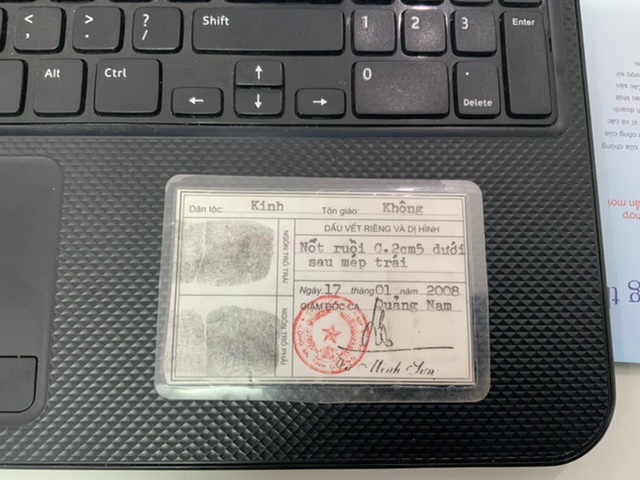 <
,
>
.
?
/
Shift
1
2
3
Enter
Alt
Ctrl
↑
0
.
Delete
←
↓
→
Dân tộc: Kinh Tôn giáo: Không
DẤU VẾT RIÊNG VÀ DỊ HÌNH
NGÓN TRỎ TRÁI
Nốt ruồi C.2cm5 dưới
sau mép trái
Ngày 17 tháng 01 năm 2008
GIÁM ĐỐC CA Quảng Nam
NGÓN TRỎ PHẢI
Minh Sơn